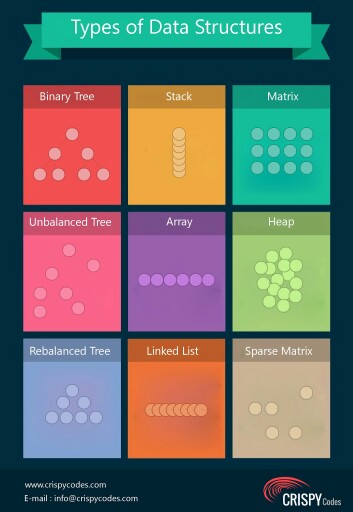 Types of Data Structures
Binary Tree
Stack
Matrix
Unbalanced Tree
Array
Heap
Rebalanced Tree
Linked List
Sparse Matrix
www.crispycodes.com
E-mail : info@crispycodes.com
CRISPY Codes